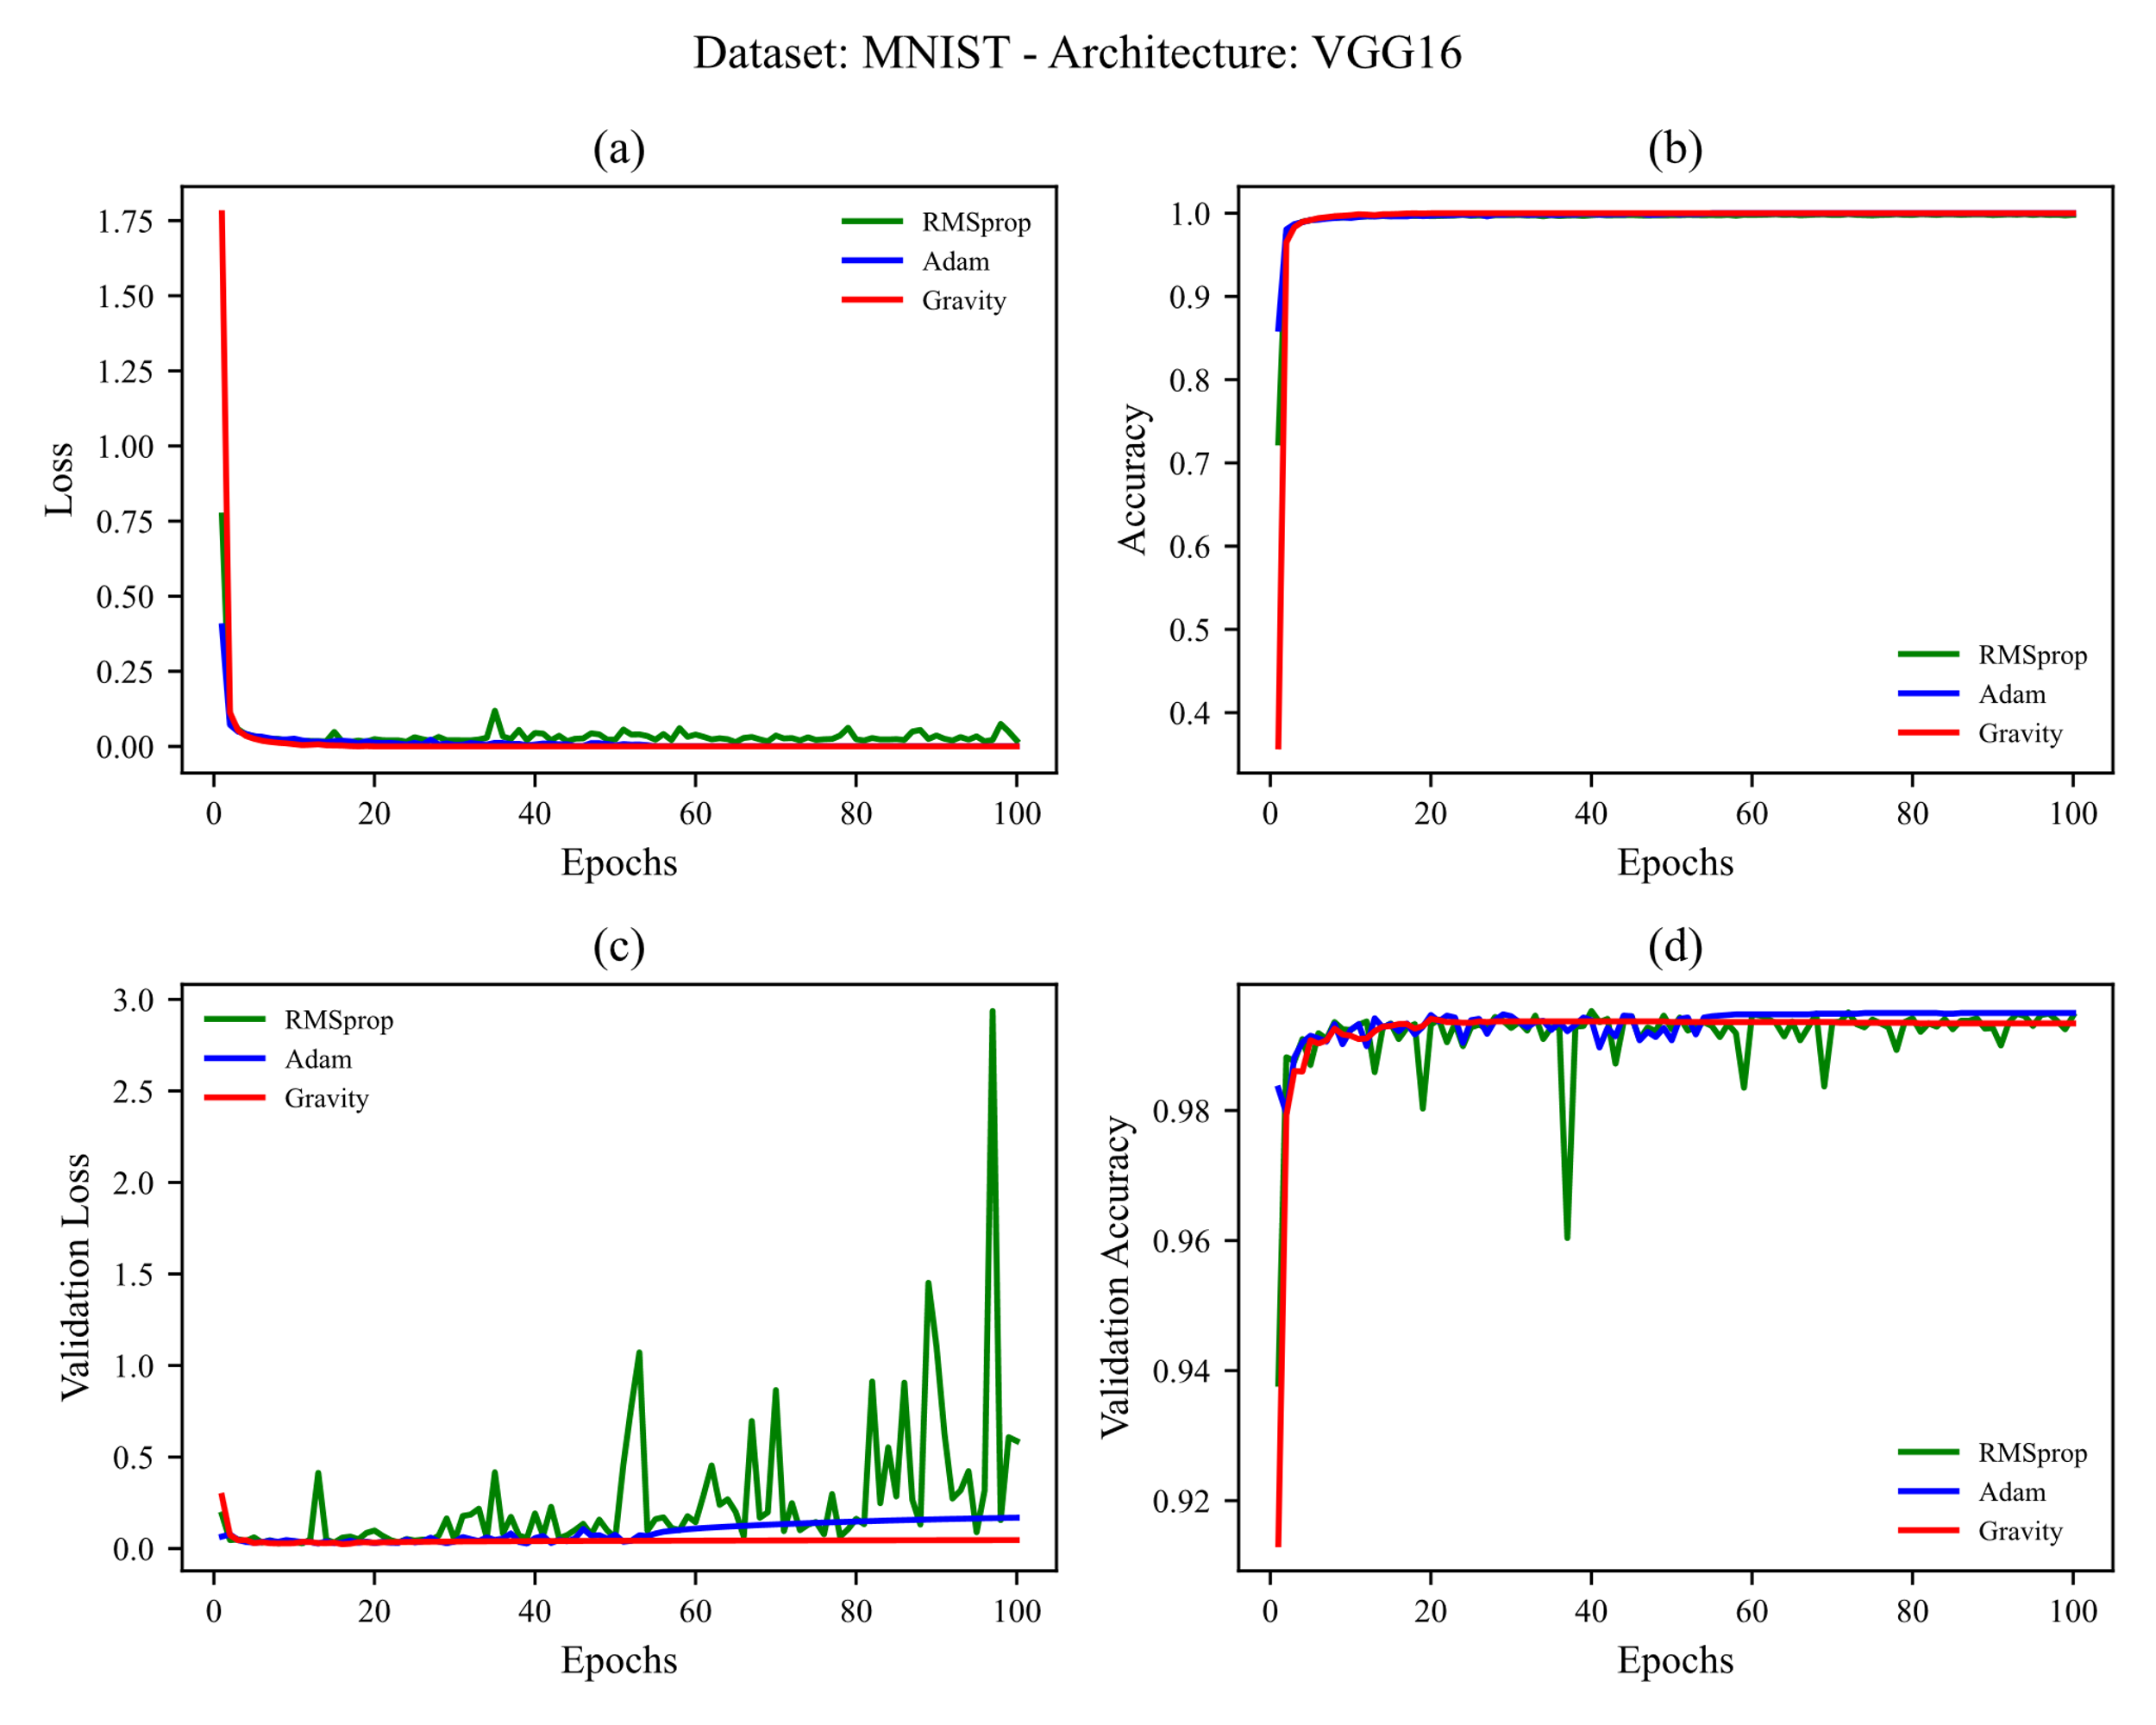 Dataset: MNIST - Architecture: VGG16
(a)
1.75
1.50
1.25
1.00
0.75
0.50
0.25
0.00
Loss
RMSprop
Adam
Gravity
0 20 40 60 80 100
Epochs
(b)
1.0
0.9
0.8
0.7
0.6
0.5
0.4
Accuracy
RMSprop
Adam
Gravity
0 20 40 60 80 100
Epochs
(c)
3.0
2.5
2.0
1.5
1.0
0.5
0.0
Validation Loss
RMSprop
Adam
Gravity
0 20 40 60 80 100
Epochs
(d)
0.98
0.96
0.94
0.92
Validation Accuracy
RMSprop
Adam
Gravity
0 20 40 60 80 100
Epochs